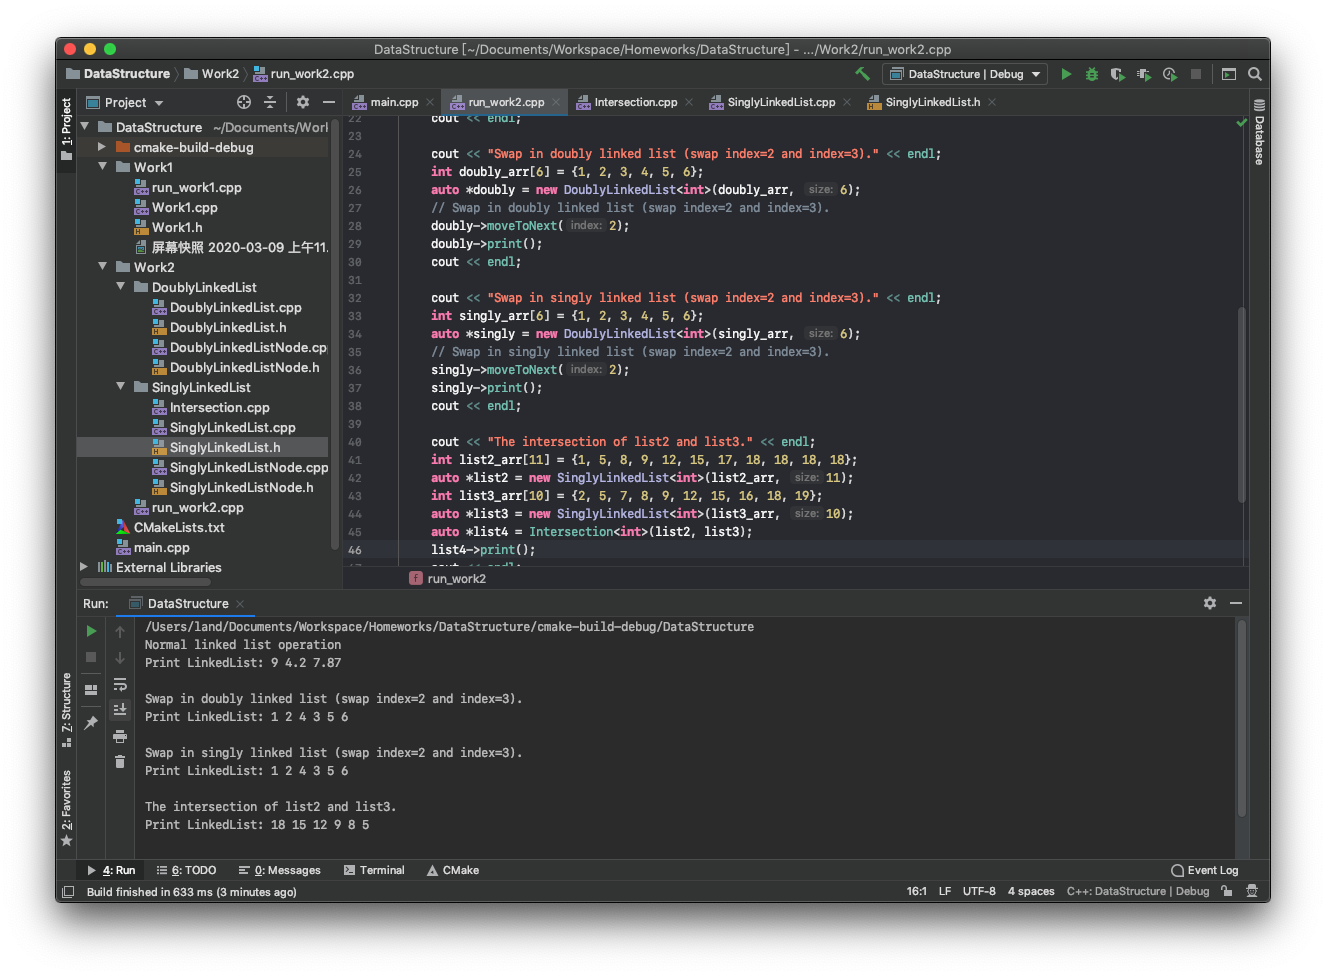 DataStructure [~/Documents/Workspace/Homeworks/DataStructure] - .../Work2/run_work2.cpp
DataStructure Work2 run_work2.cpp
DataStructure | Debug
1: Project
Project
DataStructure ~/Documents/Work
cmake-build-debug
Work1
run_work1.cpp
Work1.cpp
Work1.h
屏幕快照 2020-03-09 上午11.
Work2
DoublyLinkedList
DoublyLinkedList.cpp
DoublyLinkedList.h
DoublyLinkedListNode.cp
DoublyLinkedListNode.h
SinglyLinkedList
Intersection.cpp
SinglyLinkedList.cpp
SinglyLinkedList.h
SinglyLinkedListNode.cpp
SinglyLinkedListNode.h
run_work2.cpp
CMakeLists.txt
main.cpp
External Libraries
main.cpp run_work2.cpp Intersection.cpp SinglyLinkedList.cpp SinglyLinkedList.h
22 cout << endl;
23
24 cout << "Swap in doubly linked list (swap index=2 and index=3)." << endl;
25 int doubly_arr[6] = {1, 2, 3, 4, 5, 6};
26 auto *doubly = new DoublyLinkedList<int>(doubly_arr, size: 6);
27 // Swap in doubly linked list (swap index=2 and index=3).
28 doubly->moveToNext( index: 2);
29 doubly->print();
30 cout << endl;
31
32 cout << "Swap in singly linked list (swap index=2 and index=3)." << endl;
33 int singly_arr[6] = {1, 2, 3, 4, 5, 6};
34 auto *singly = new DoublyLinkedList<int>(singly_arr, size: 6);
35 // Swap in singly linked list (swap index=2 and index=3).
36 singly->moveToNext( index: 2);
37 singly->print();
38 cout << endl;
39
40 cout << "The intersection of list2 and list3." << endl;
41 int list2_arr[11] = {1, 5, 8, 9, 12, 15, 17, 18, 18, 18, 18};
42 auto *list2 = new SinglyLinkedList<int>(list2_arr, size: 11);
43 int list3_arr[10] = {2, 5, 7, 8, 9, 12, 15, 16, 18, 19};
44 auto *list3 = new SinglyLinkedList<int>(list3_arr, size: 10);
45 auto *list4 = Intersection<int>(list2, list3);
46 list4->print();
47 cout << endl;
f run_work2
Database
Run: DataStructure
/Users/land/Documents/Workspace/Homeworks/DataStructure/cmake-build-debug/DataStructure
Normal linked list operation
Print LinkedList: 9 4.2 7.87
Swap in doubly linked list (swap index=2 and index=3).
Print LinkedList: 1 2 4 3 5 6
Swap in singly linked list (swap index=2 and index=3).
Print LinkedList: 1 2 4 3 5 6
The intersection of list2 and list3.
Print LinkedList: 18 15 12 9 8 5
Z: Structure
2: Favorites
4: Run 6: TODO 0: Messages Terminal CMake Event Log
Build finished in 633 ms (3 minutes ago) 16:1 LF UTF-8 4 spaces C++: DataStructure | Debug